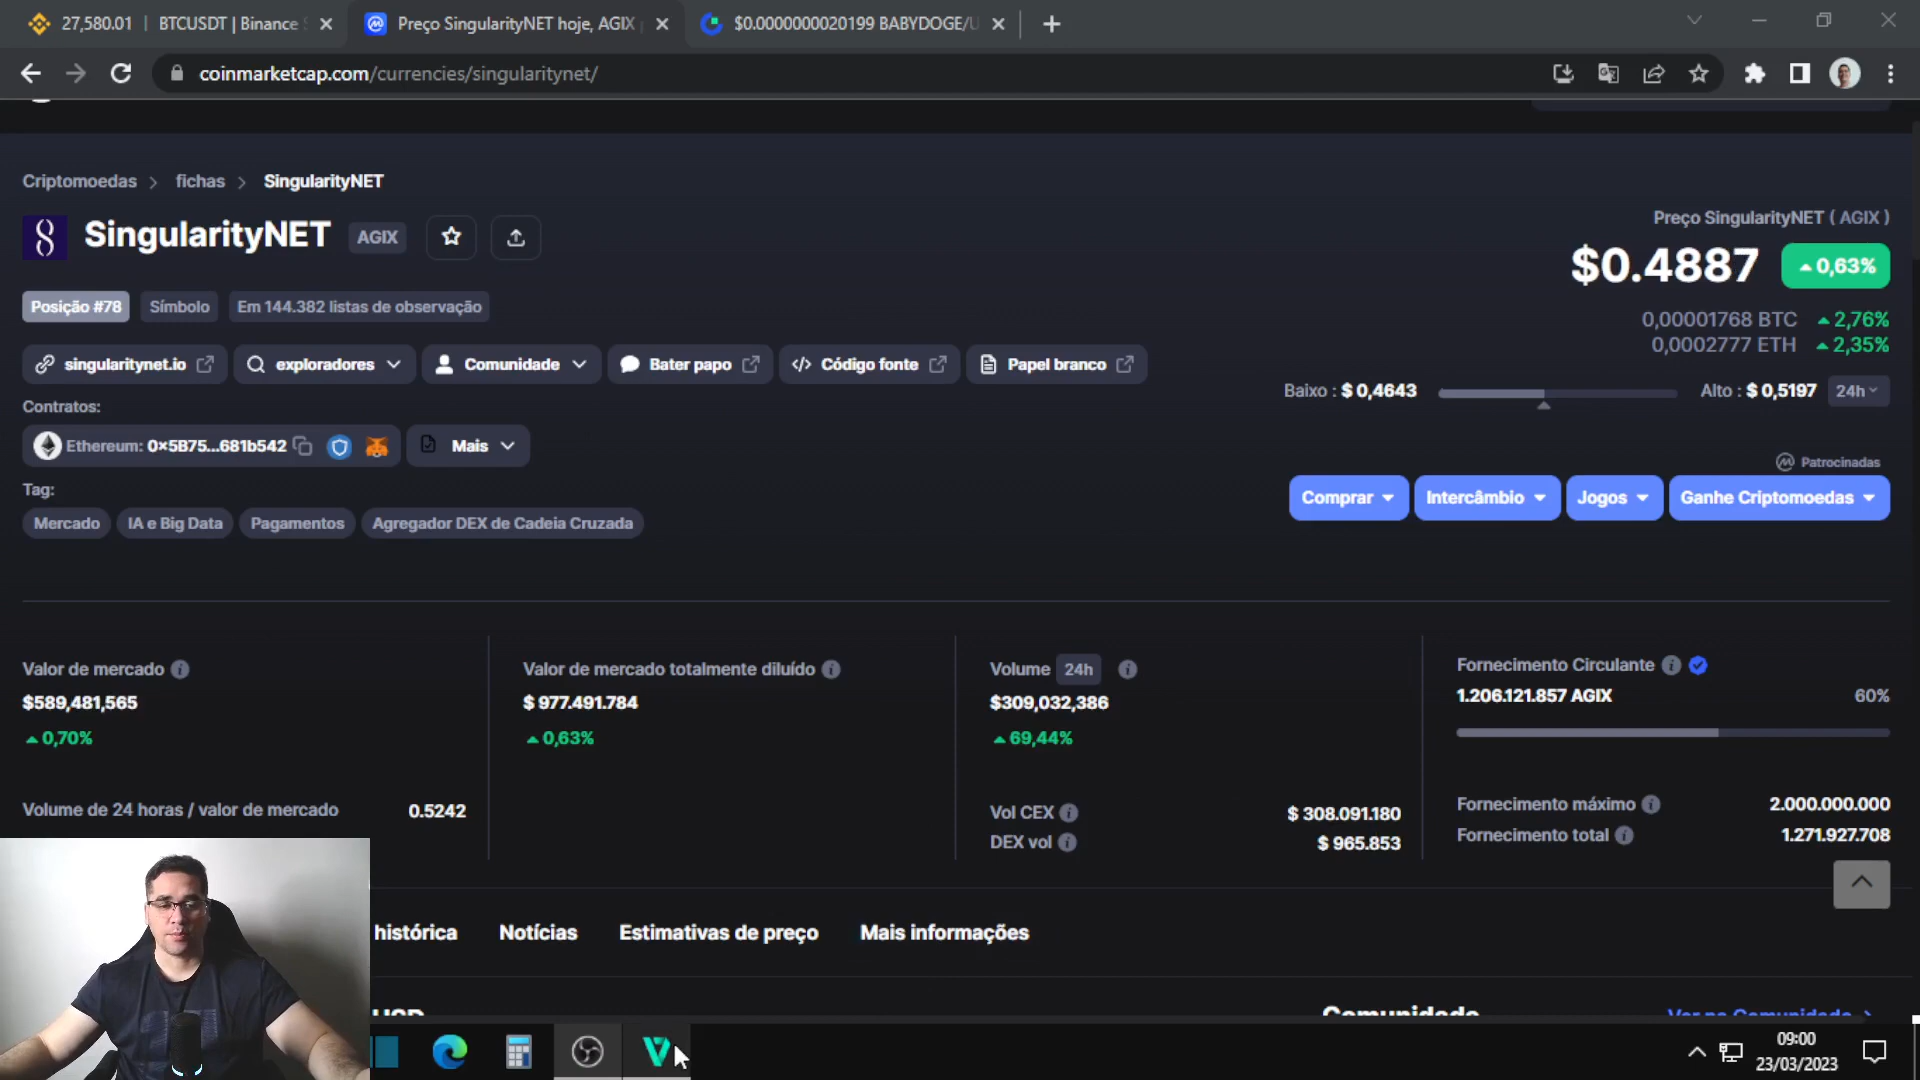 27,580.01 | BTCUSDT | Binance
Preço SingularityNET hoje, AGIX
$0.0000000020199 BABYDOGE/U
coinmarketcap.com/currencies/singularitynet/
Criptomoedas > fichas > SingularityNET
SingularityNET AGIX
Posição #78 Símbolo Em 144.382 listas de observação
singularitynet.io exploradores Comunidade Bater papo Código fonte Papel branco
Contratos:
Ethereum: 0x5B75...681b542 Mais
Tag:
Mercado IA e Big Data Pagamentos Agregador DEX de Cadeia Cruzada
Preço SingularityNET ( AGIX )
$0.4887 0,63%
0,00001768 BTC 2,76%
0,0002777 ETH 2,35%
Baixo : $ 0,4643 Alto : $ 0,5197 24h
Patrocinadas
Comprar Intercâmbio Jogos Ganhe Criptomoedas
Valor de mercado
$589,481,565
0,70%
Volume de 24 horas / valor de mercado 0.5242
Valor de mercado totalmente diluído
$ 977.491.784
0,63%
Volume 24h
$309,032,386
69,44%
Vol CEX $ 308.091.180
DEX vol $ 965.853
Fornecimento Circulante
1.206.121.857 AGIX 60%
Fornecimento máximo 2.000.000.000
Fornecimento total 1.271.927.708
histórica Notícias Estimativas de preço Mais informações
USD
Comunidade Ver na Comunidade >
09:00
23/03/2023